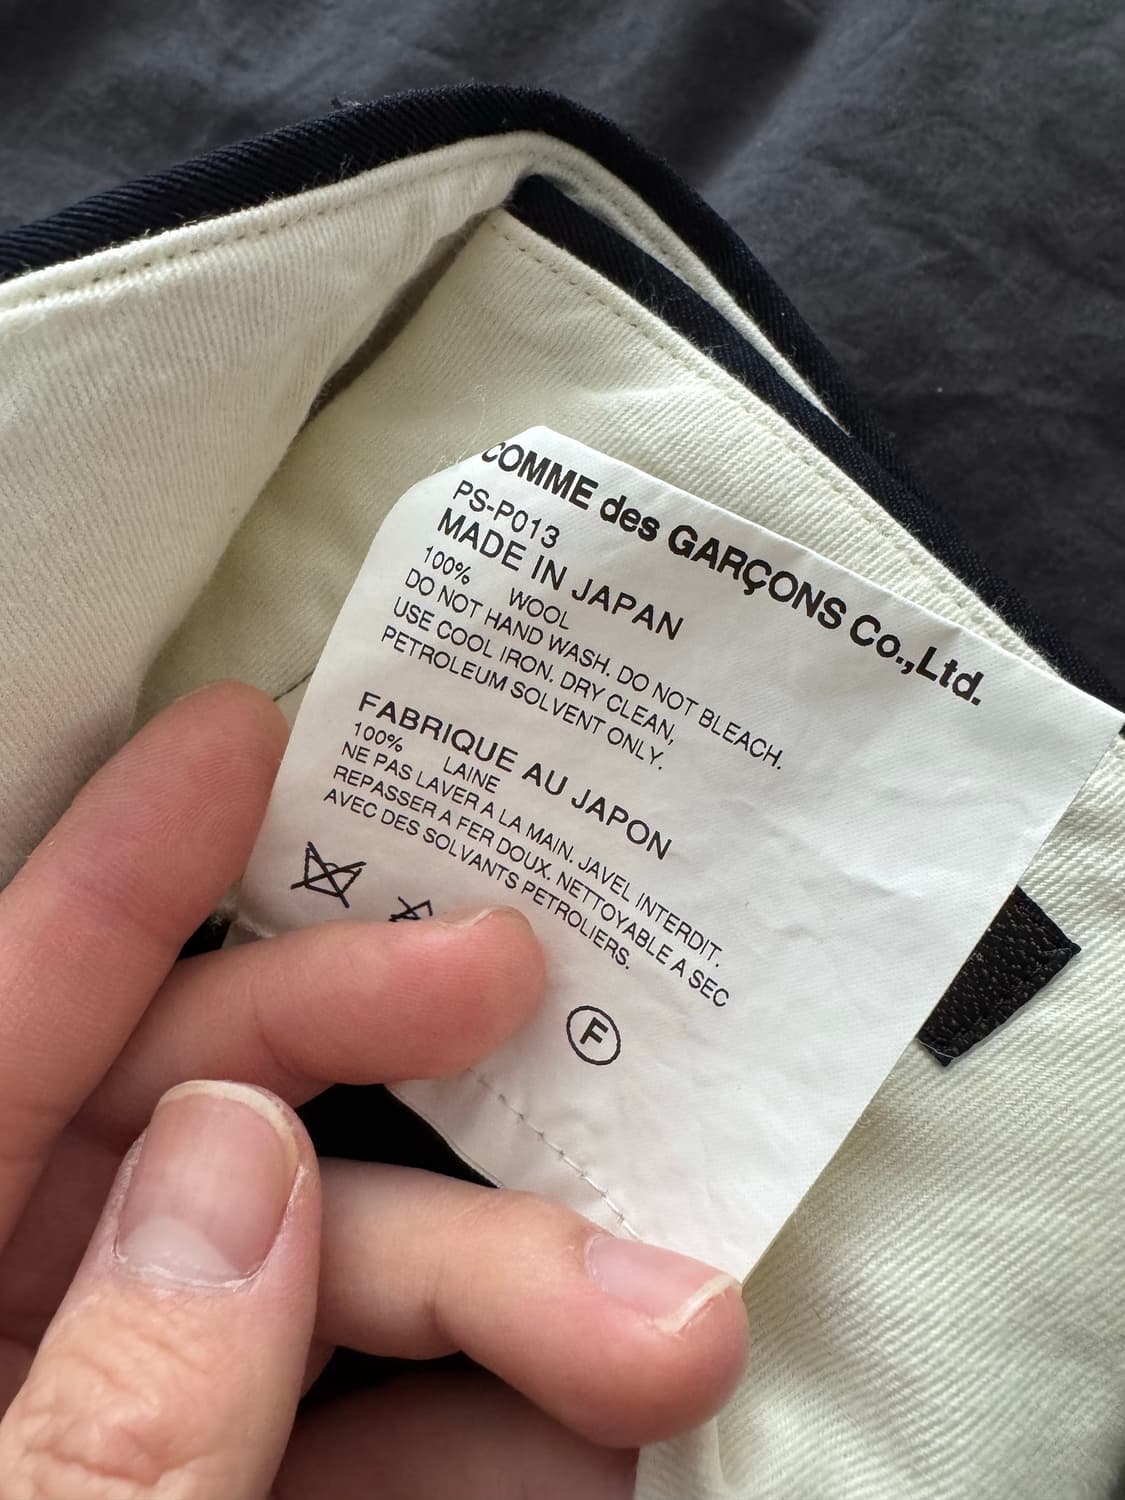 COMME des GARÇONS Co.,Ltd.
PS-P013
MADE IN JAPAN
100% WOOL
DO NOT HAND WASH. DO NOT BLEACH.
USE COOL IRON. DRY CLEAN,
PETROLEUM SOLVENT ONLY.
FABRIQUE AU JAPON
100% LAINE
NE PAS LAVER A LA MAIN. JAVEL INTERDIT.
REPASSER A FER DOUX. NETTOYABLE A SEC
AVEC DES SOLVANTS PETROLIERS.
F